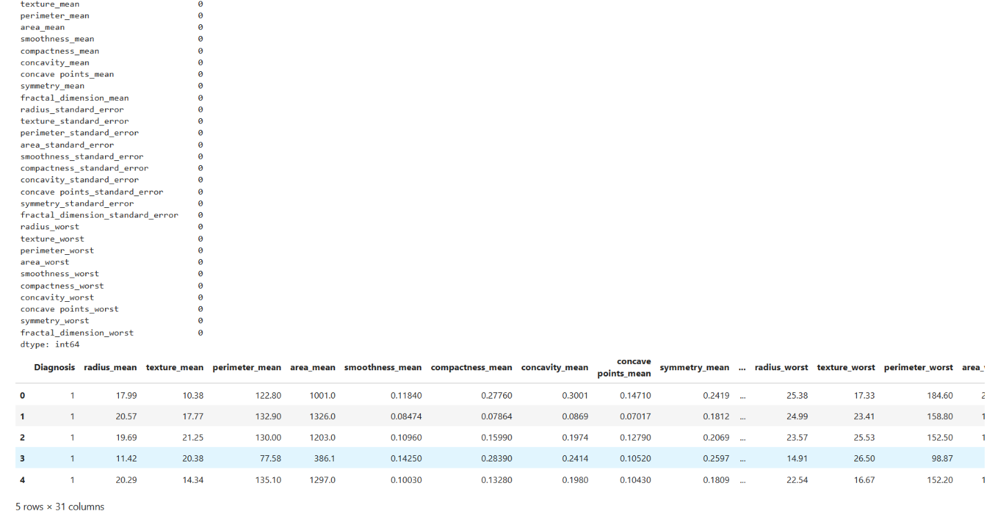 texture_mean 0
perimeter_mean 0
area_mean 0
smoothness_mean 0
compactness_mean 0
concavity_mean 0
concave points_mean 0
symmetry_mean 0
fractal_dimension_mean 0
radius_standard_error 0
texture_standard_error 0
perimeter_standard_error 0
area_standard_error 0
smoothness_standard_error 0
compactness_standard_error 0
concavity_standard_error 0
concave points_standard_error 0
symmetry_standard_error 0
fractal_dimension_standard_error 0
radius_worst 0
texture_worst 0
perimeter_worst 0
area_worst 0
smoothness_worst 0
compactness_worst 0
concavity_worst 0
concave points_worst 0
symmetry_worst 0
fractal_dimension_worst 0
dtype: int64
Diagnosis radius_mean texture_mean perimeter_mean area_mean smoothness_mean compactness_mean concavity_mean concave points_mean symmetry_mean ... radius_worst texture_worst perimeter_worst area_
0 1 17.99 10.38 122.80 1001.0 0.11840 0.27760 0.3001 0.14710 0.2419 ... 25.38 17.33 184.60 2
1 1 20.57 17.77 132.90 1326.0 0.08474 0.07864 0.0869 0.07017 0.1812 ... 24.99 23.41 158.80 1
2 1 19.69 21.25 130.00 1203.0 0.10960 0.15990 0.1974 0.12790 0.2069 ... 23.57 25.53 152.50 1
3 1 11.42 20.38 77.58 386.1 0.14250 0.28390 0.2414 0.10520 0.2597 ... 14.91 26.50 98.87
4 1 20.29 14.34 135.10 1297.0 0.10030 0.13280 0.1980 0.10430 0.1809 ... 22.54 16.67 152.20 1
5 rows × 31 columns